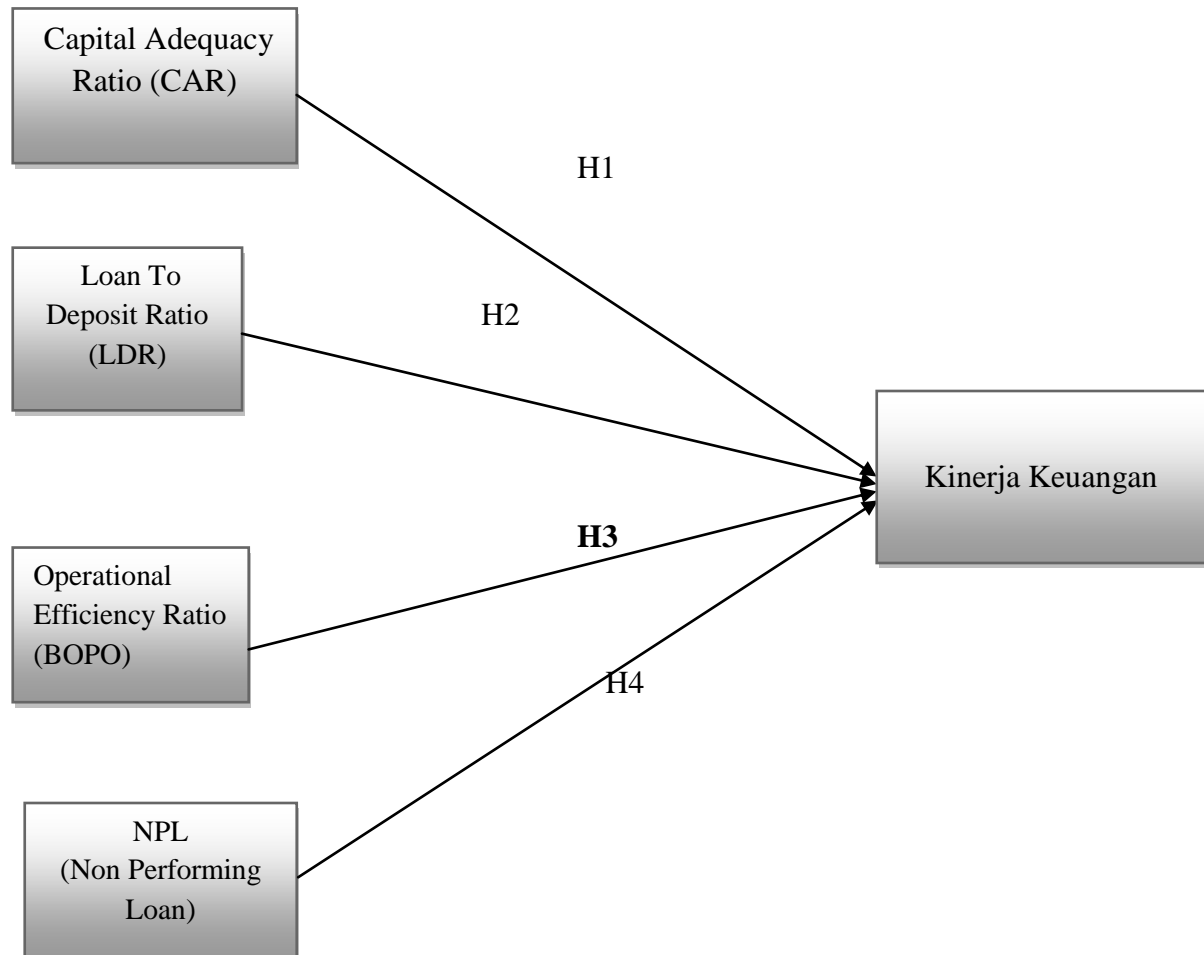 Capital Adequacy
Ratio (CAR)
H1
Loan To
Deposit Ratio
(LDR)
H2
Kinerja Keuangan
H3
Operational
Efficiency Ratio
(BOPO)
H4
NPL
(Non Performing
Loan)